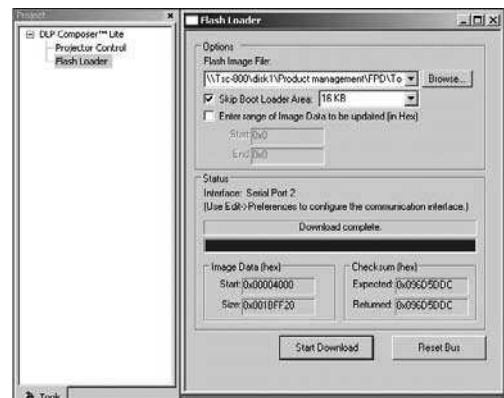 Project
DLP Composer™ Lite
Projector Control
Flash Loader
Flash Loader
Options
Flash Image File:
\\Tsc-800\disk1\Product management\FPD\To
Browse...
Skip Boot Loader Area: 16 KB
Enter range of Image Data to be updated (in Hex)
Start: 0x0
End: 0x0
Status
Interface: Serial Port 2
(Use Edit->Preferences to configure the communication interface.)
Download complete.
Image Data (hex)
Start: 0x00004000
Size: 0x001BFF20
Checksum (hex)
Expected: 0x096D5DDC
Returned: 0x096D5DDC
Start Download
Reset Bus
Tools